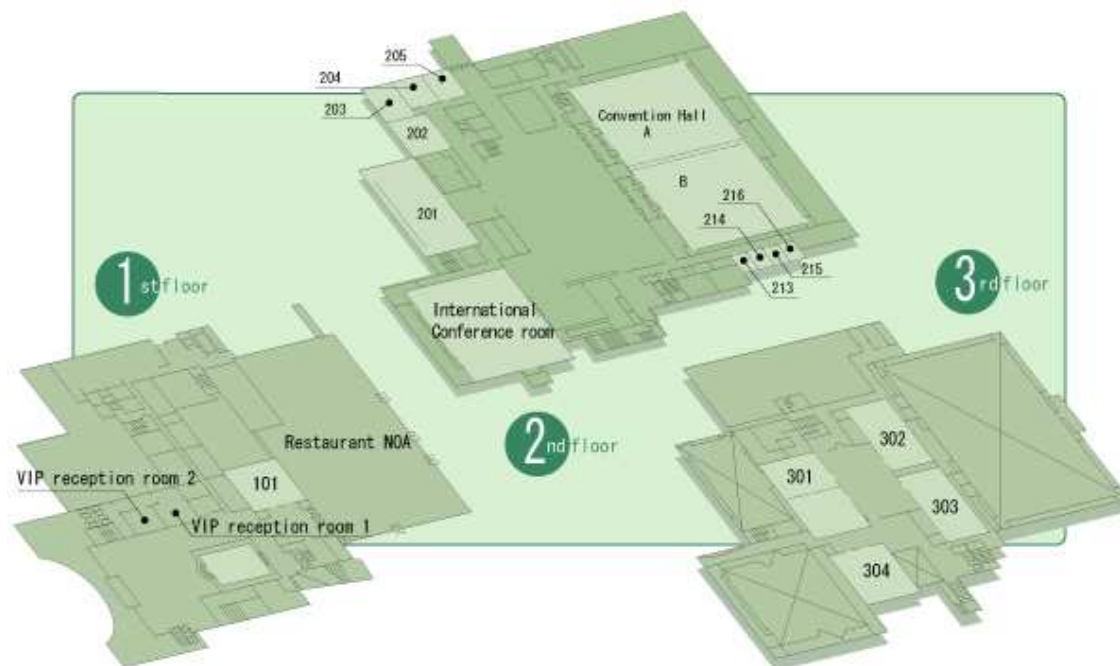 205
204
203
202
201
Convention Hall
A
B
216
214
215
213
International
Conference room
1st floor
2nd floor
3rd floor
Restaurant NOA
VIP reception room 2
101
VIP reception room 1
302
301
303
304